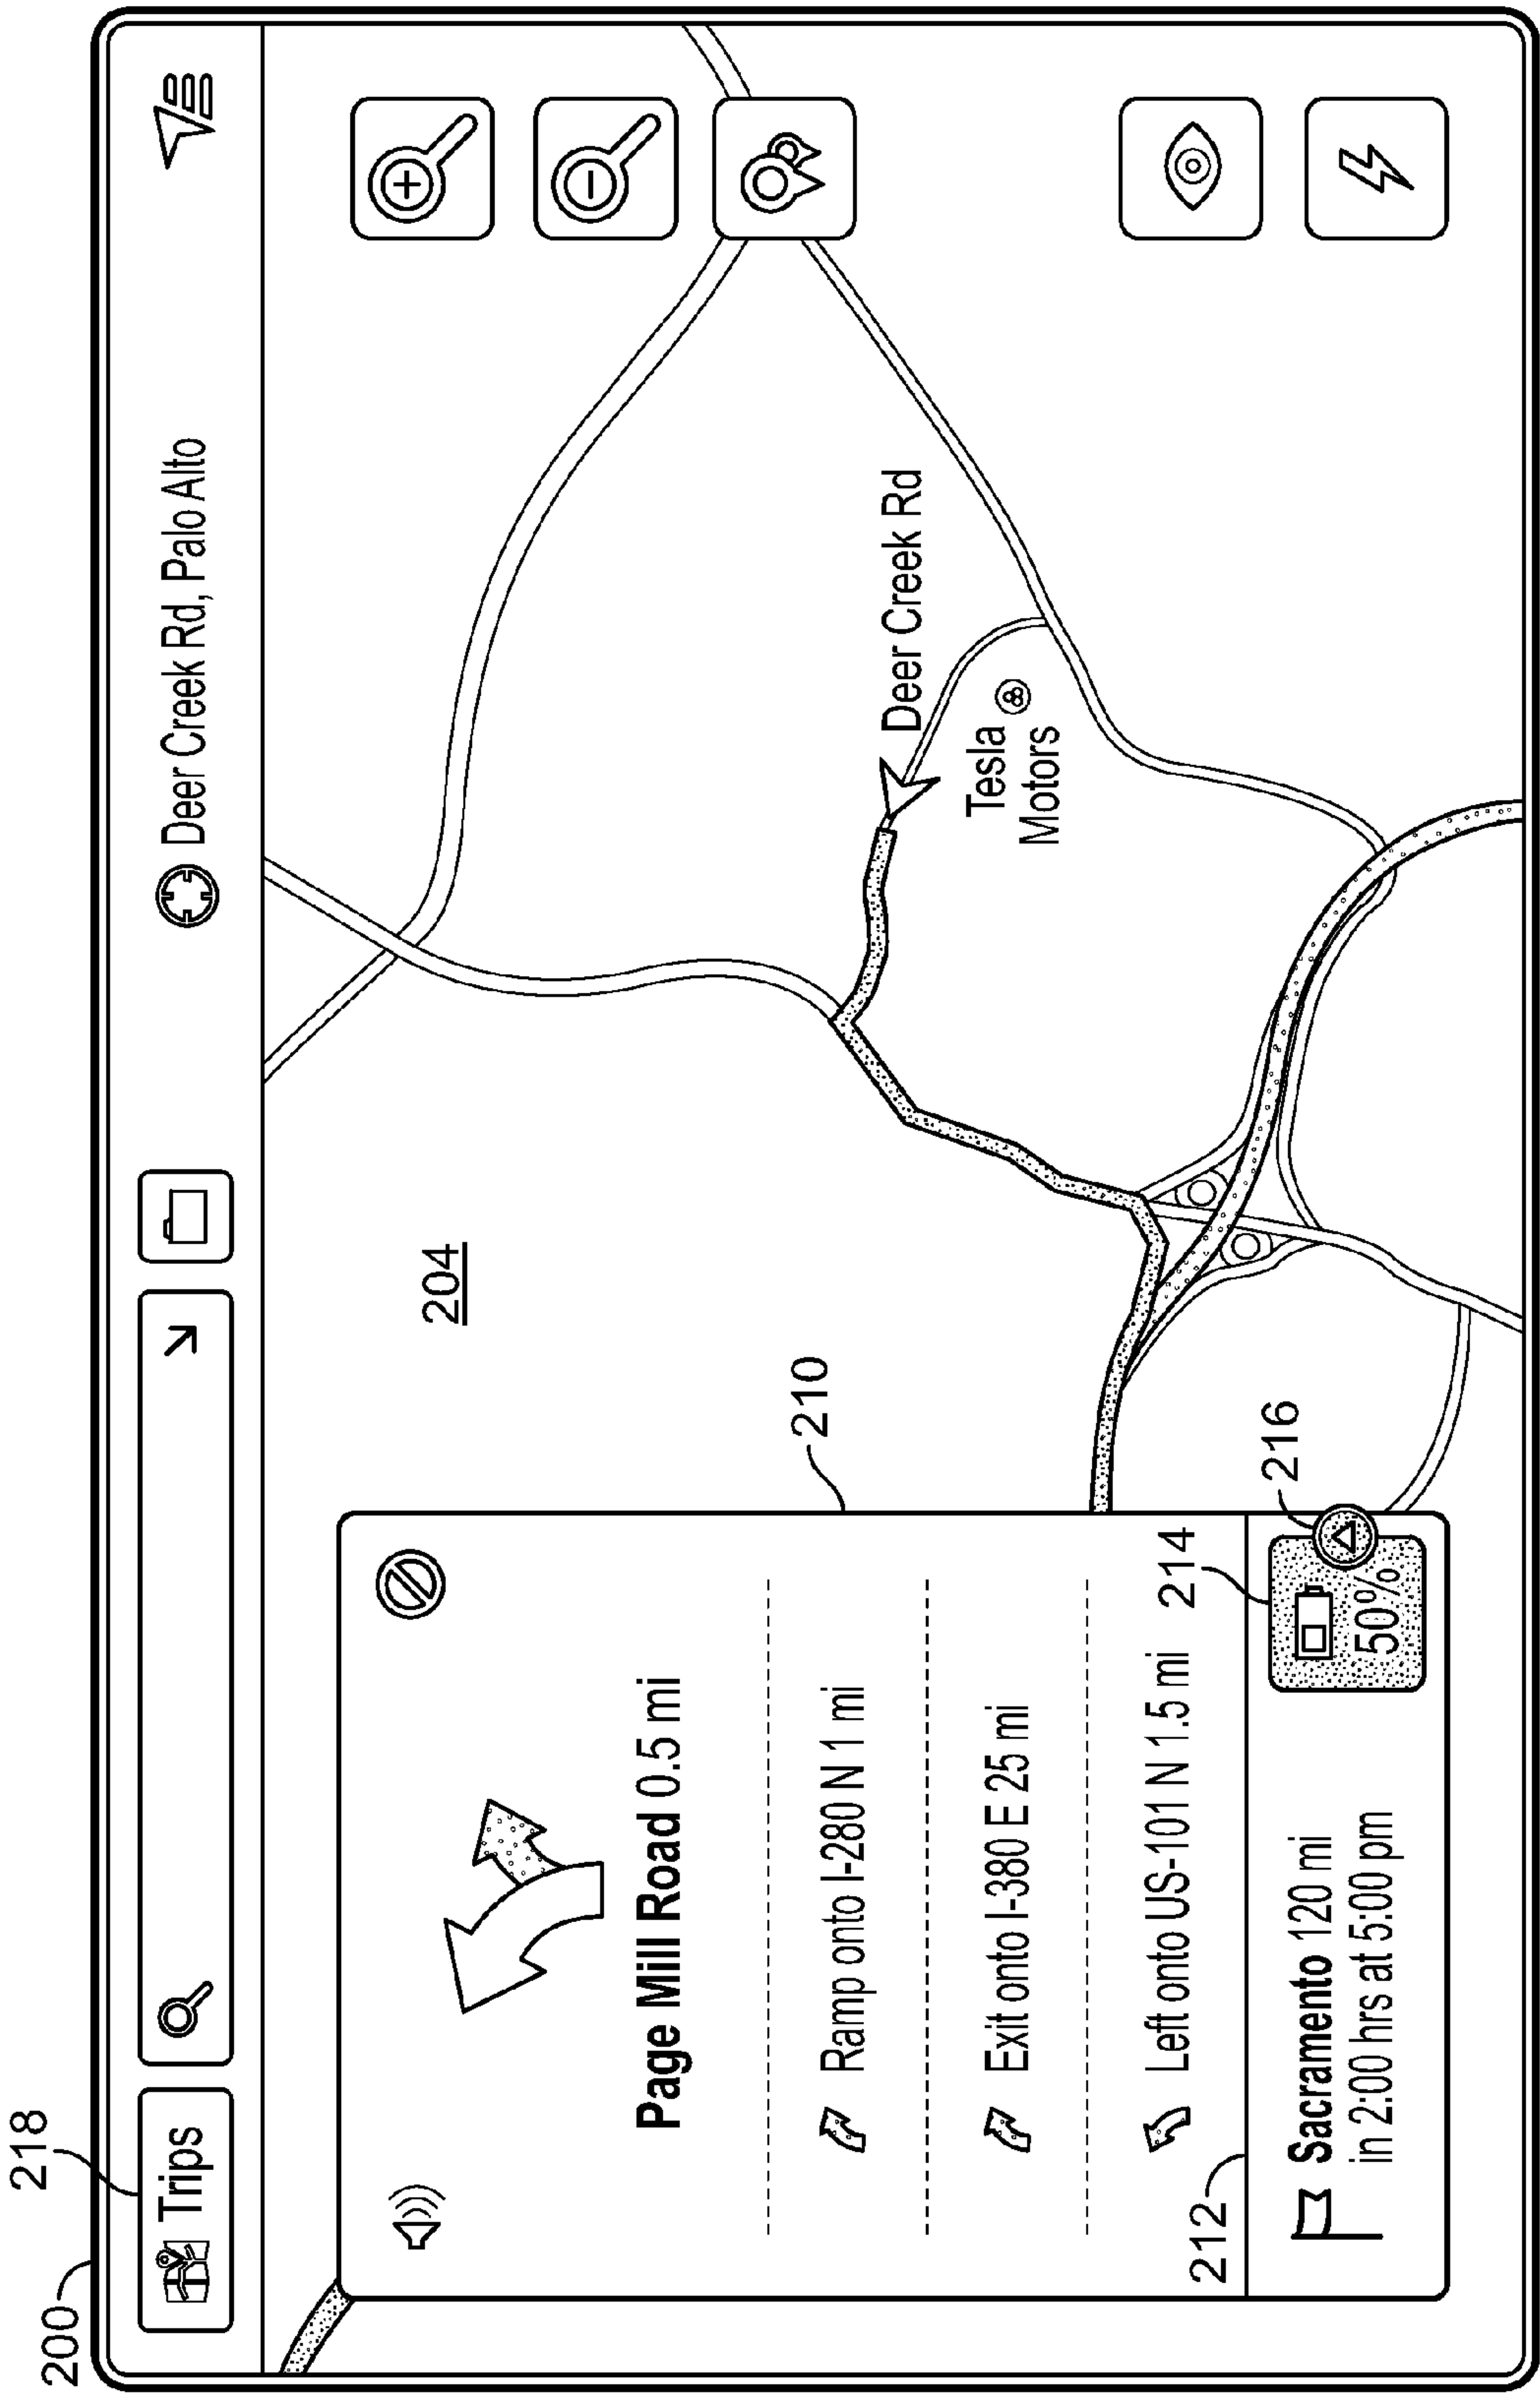 200
218
Trips
Deer Creek Rd, Palo Alto
204
210
Page Mill Road 0.5 mi
Ramp onto I-280 N 1 mi
Exit onto I-380 E 25 mi
Left onto US-101 N 1.5 mi
212
214
216
Sacramento 120 mi
in 2:00 hrs at 5:00 pm
50%
Deer Creek Rd
Tesla
Motors